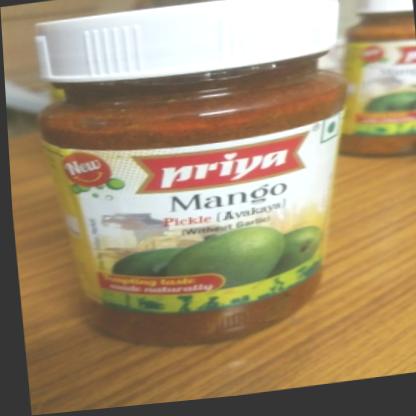 New
priya
Mango
Pickle (Avakaya)
(Without Garlic)
tempting taste
made naturally